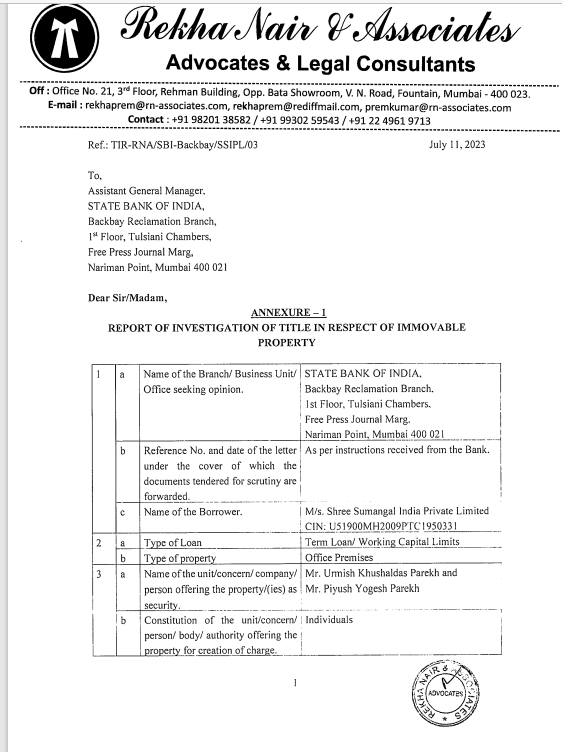 Rekha Nair & Associates
Advocates & Legal Consultants
Off : Office No. 21, 3rd Floor, Rehman Building, Opp. Bata Showroom, V. N. Road, Fountain, Mumbai - 400 023.
E-mail : rekhaprem@rn-associates.com, rekhaprem@rediffmail.com, premkumar@rn-associates.com
Contact : +91 98201 38582 / +91 99302 59543 / +91 22 4961 9713
Ref.: TIR-RNA/SBI-Backbay/SSIPL/03 July 11, 2023
To,
Assistant General Manager,
STATE BANK OF INDIA,
Backbay Reclamation Branch,
1st Floor, Tulsiani Chambers,
Free Press Journal Marg,
Nariman Point, Mumbai 400 021
Dear Sir/Madam,
ANNEXURE – 1
REPORT OF INVESTIGATION OF TITLE IN RESPECT OF IMMOVABLE
PROPERTY
1 a Name of the Branch/ Business Unit/ STATE BANK OF INDIA,
Office seeking opinion. Backbay Reclamation Branch,
1st Floor, Tulsiani Chambers,
Free Press Journal Marg,
Nariman Point, Mumbai 400 021
b Reference No. and date of the letter As per instructions received from the Bank.
under the cover of which the
documents tendered for scrutiny are
forwarded.
c Name of the Borrower. M/s. Shree Sumangal India Private Limited
CIN: U51900MH2009PTC1950331
2 a Type of Loan Term Loan/ Working Capital Limits
b Type of property Office Premises
3 a Name of the unit/concern/ company/ Mr. Urmish Khushaldas Parekh and
person offering the property/(ies) as Mr. Piyush Yogesh Parekh
security.
b Constitution of the unit/concern/ Individuals
person/ body/ authority offering the
property for creation of charge.
1
REKHA NAIR & ASSOCIATES
ADVOCATES